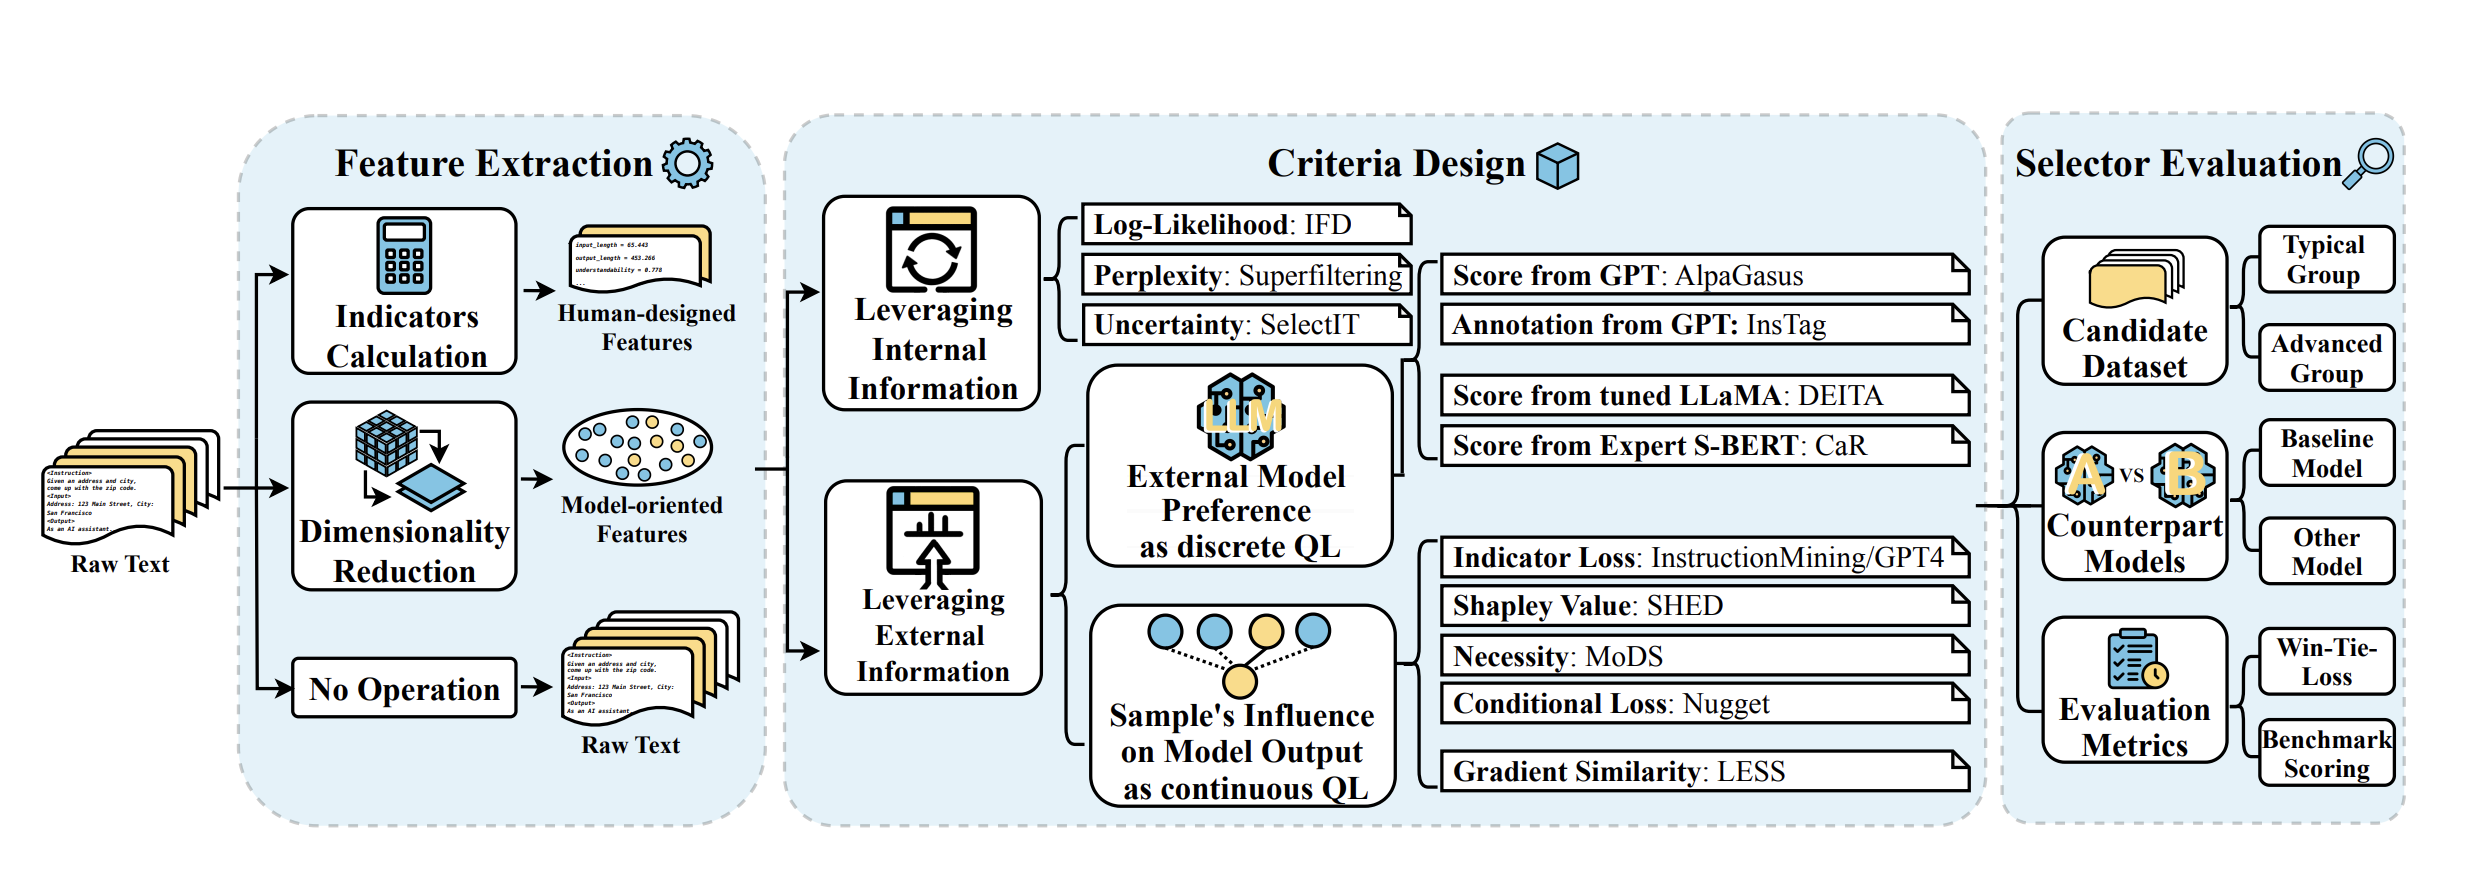 Feature Extraction
Indicators
Calculation
input_length = 65.443
output_length = 453.266
understandability = 0.778
...
Human-designed
Features
Dimensionality
Reduction
Model-oriented
Features
<Instruction>
Given an address and city,
come up with the zip code.
<Input>
Address: 123 Main Street, City:
San Francisco
<Output>
As an AI assistant,
Raw Text
No Operation
<Instruction>
Given an address and city,
come up with the zip code.
<Input>
Address: 123 Main Street, City:
San Francisco
<Output>
As an AI assistant,
Raw Text
Criteria Design
Leveraging
Internal
Information
Log-Likelihood: IFD
Perplexity: Superfiltering
Uncertainty: SelectIT
Leveraging
External
Information
LLM
External Model
Preference
as discrete QL
Score from GPT: AlpaGasus
Annotation from GPT: InsTag
Score from tuned LLaMA: DEITA
Score from Expert S-BERT: CaR
Sample's Influence
on Model Output
as continuous QL
Indicator Loss: InstructionMining/GPT4
Shapley Value: SHED
Necessity: MoDS
Conditional Loss: Nugget
Gradient Similarity: LESS
Selector Evaluation
Candidate
Dataset
Typical
Group
Advanced
Group
A VS B
Counterpart
Models
Baseline
Model
Other
Model
Evaluation
Metrics
Win-Tie-
Loss
Benchmark
Scoring